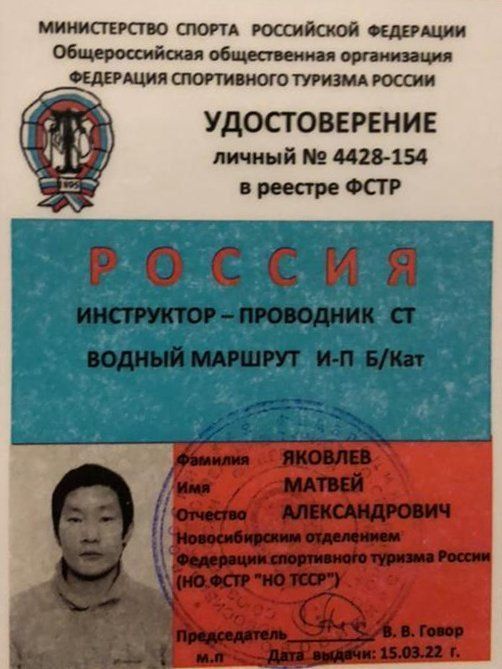 МИНИСТЕРСТВО СПОРТА РОССИЙСКОЙ ФЕДЕРАЦИИ
Общероссийская общественная организация
ФЕДЕРАЦИЯ СПОРТИВНОГО ТУРИЗМА РОССИИ
УДОСТОВЕРЕНИЕ
личный № 4428-154
в реестре ФСТР
1895
РОССИЯ
ИНСТРУКТОР – ПРОВОДНИК СТ
ВОДНЫЙ МАРШРУТ И-П Б/Кат
Фамилия ЯКОВЛЕВ
Имя МАТВЕЙ
Отчество АЛЕКСАНДРОВИЧ
Новосибирским отделением
Федерации спортивного туризма России
(НО ФСТР "НО ТССР")
Председатель В. В. Говор
м.п Дата выдачи: 15.03.22 г.